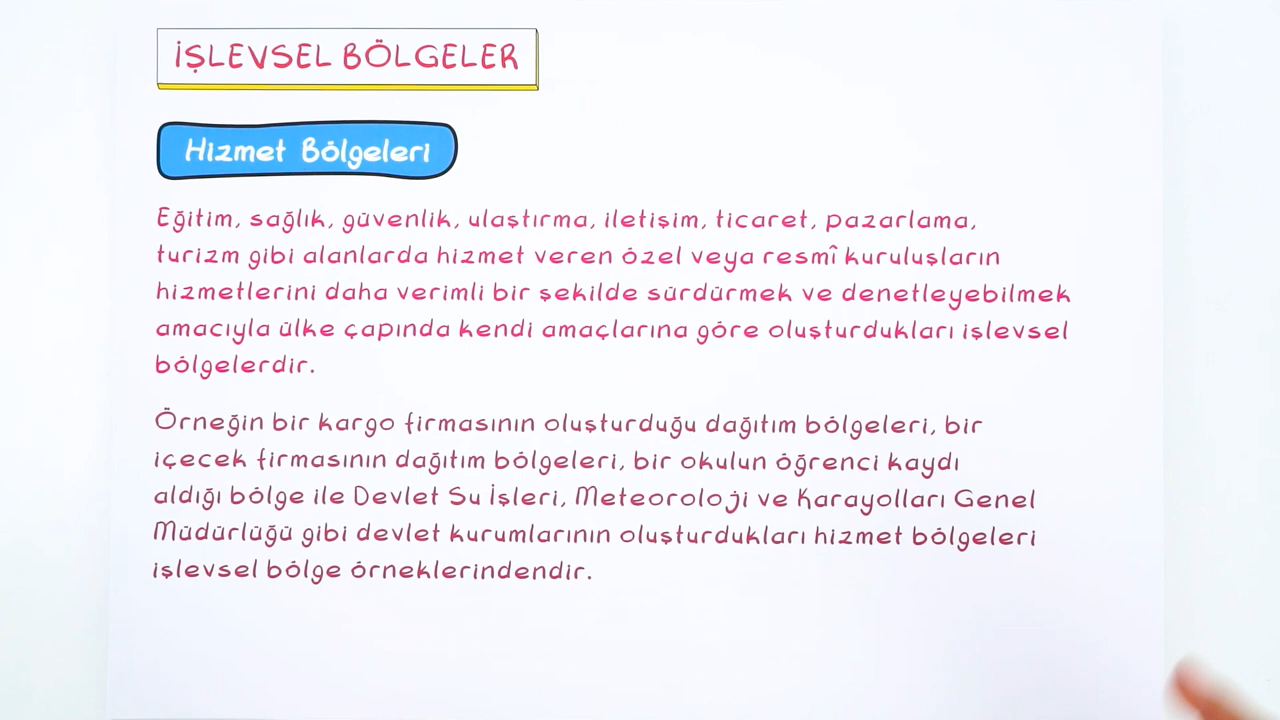 İŞLEVSEL BÖLGELER
Hizmet Bölgeleri
Eğitim, sağlık, güvenlik, ulaştırma, iletişim, ticaret, pazarlama,
turizm gibi alanlarda hizmet veren özel veya resmî kuruluşların
hizmetlerini daha verimli bir şekilde sürdürmek ve denetleyebilmek
amacıyla ülke çapında kendi amaçlarına göre oluşturdukları işlevsel
bölgelerdir.
Örneğin bir kargo firmasının oluşturduğu dağıtım bölgeleri, bir
içecek firmasının dağıtım bölgeleri, bir okulun öğrenci kaydı
aldığı bölge ile Devlet Su İşleri, Meteoroloji ve Karayolları Genel
Müdürlüğü gibi devlet kurumlarının oluşturdukları hizmet bölgeleri
işlevsel bölge örneklerindendir.